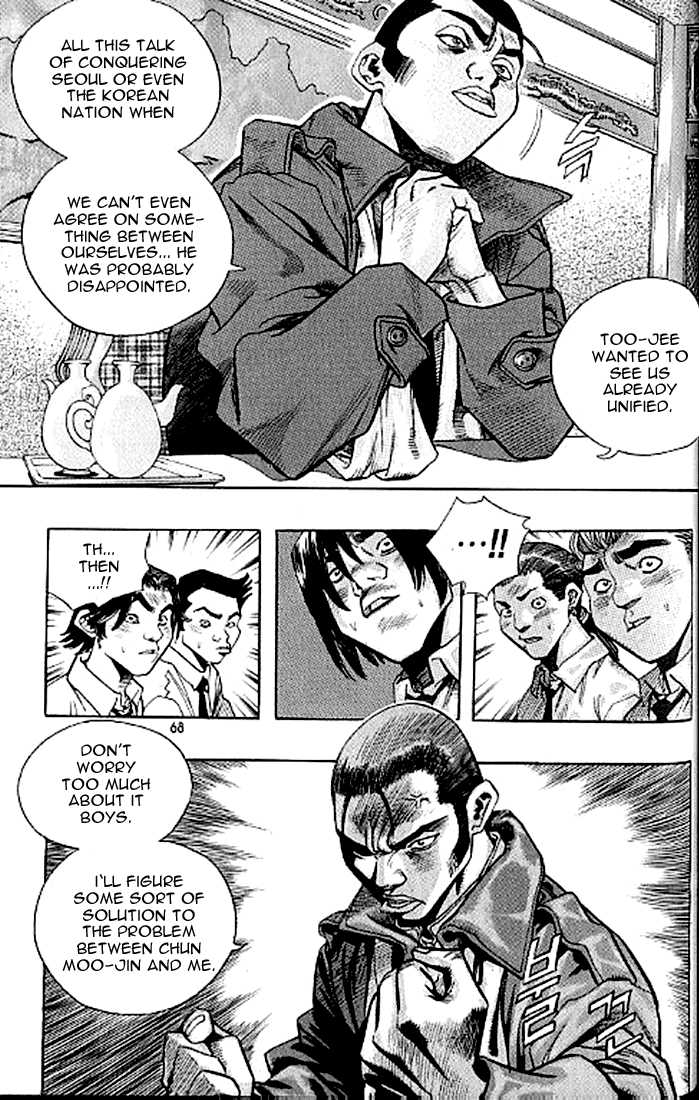 ALL THIS TALK
OF CONQUERING
SEOUL OR EVEN
THE KOREAN
NATION WHEN
WE CAN'T EVEN
AGREE ON SOME-
THING BETWEEN
OURSELVES... HE
WAS PROBABLY
DISAPPOINTED.
TOO-JEE
WANTED TO
SEE US
ALREADY
UNIFIED.
TH...
THEN
...!!
...!!
68
DON'T
WORRY
TOO MUCH
ABOUT IT
BOYS.
I'LL FIGURE
SOME SORT OF
SOLUTION TO
THE PROBLEM
BETWEEN CHUN
MOO-JIN AND ME.